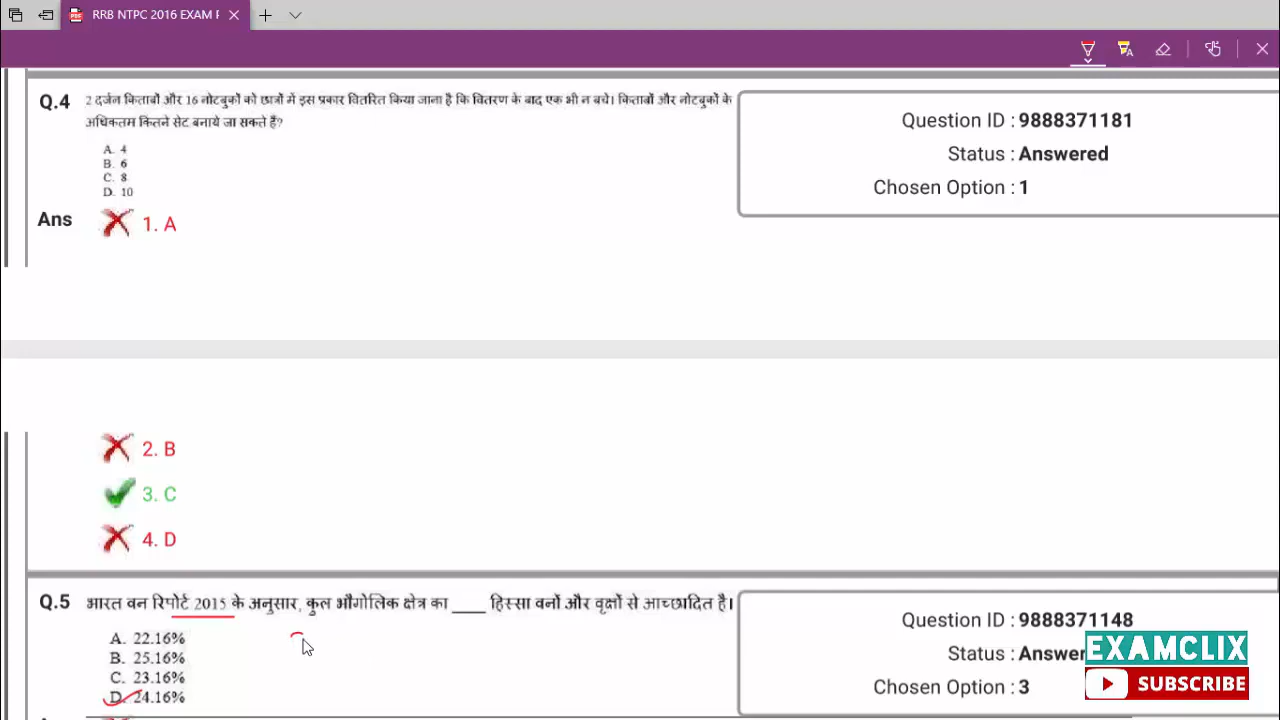 RRB NTPC 2016 EXAM F
Q.4 2 दर्जन किताबों और 16 नोटबुकों को छात्रों में इस प्रकार वितरित किया जाना है कि वितरण के बाद एक भी न बचे। किताबों और नोटबुकों के
अधिकतम कितने सेट बनाये जा सकते हैं?
A. 4
B. 6
C. 8
D. 10
Question ID : 9888371181
Status : Answered
Chosen Option : 1
Ans 1. A
2. B
3. C
4. D
Q.5 भारत वन रिपोर्ट 2015 के अनुसार, कुल भौगोलिक क्षेत्र का ____ हिस्सा वनों और वृक्षों से आच्छादित है।
A. 22.16%
B. 25.16%
C. 23.16%
D. 24.16%
Question ID : 9888371148
Status : Answer
Chosen Option : 3
EXAMCLIX
SUBSCRIBE